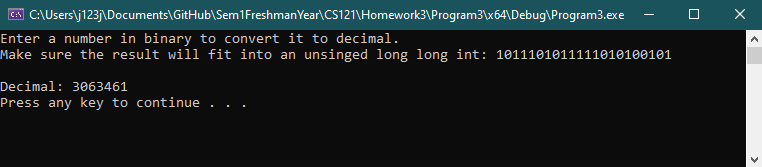 C:\Users\j123j\Documents\GitHub\Sem1FreshmanYear\CS121\Homework3\Program3\x64\Debug\Program3.exe
Enter a number in binary to convert it to decimal.
Make sure the result will fit into an unsinged long long int: 1011101011111010100101
Decimal: 3063461
Press any key to continue . . .